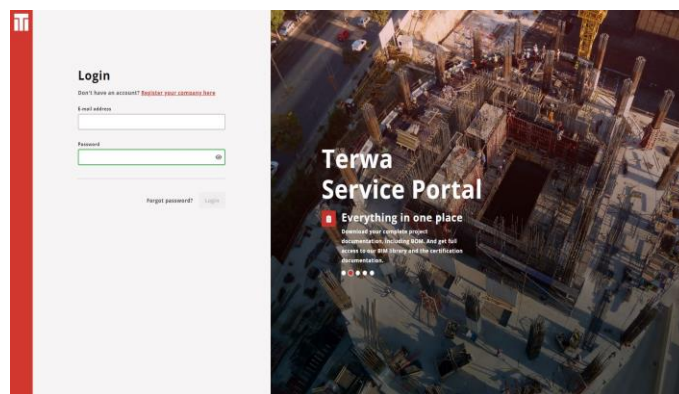 Login
Don't have an account? Register your company here
E-mail address
Password
Forgot password? Login
Terwa
Service Portal
Everything in one place
Download your complete project
documentation. Including BOM. And get full
access to our BIM library and the certification
documentation.